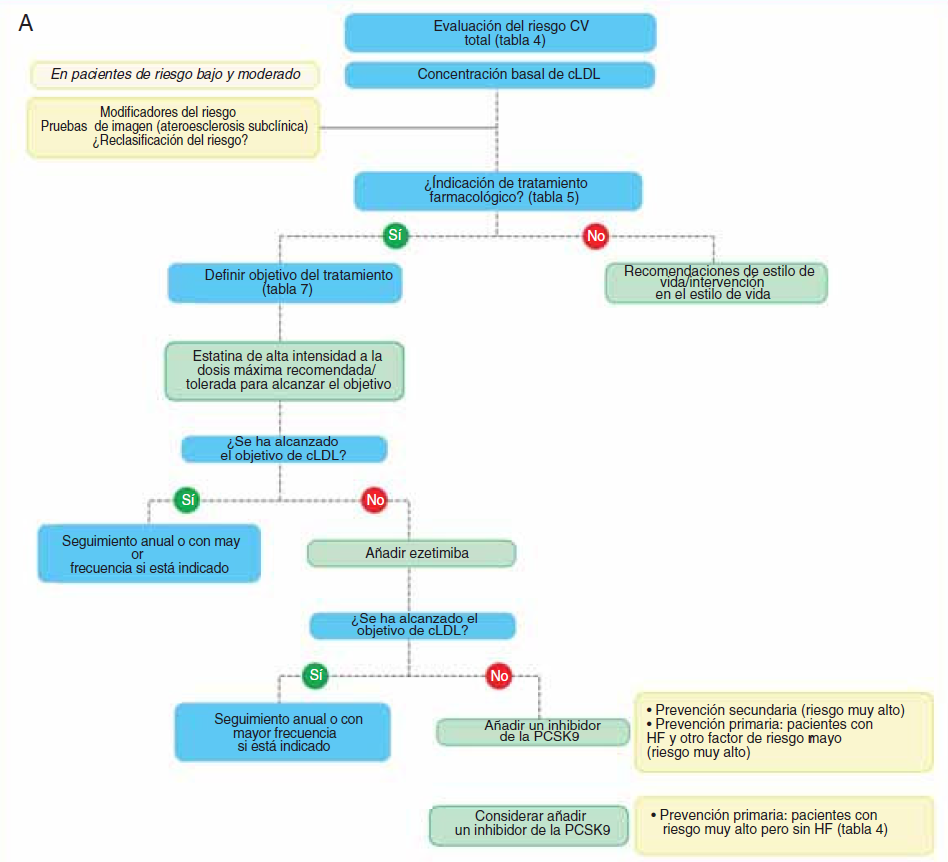 A
Evaluación del riesgo CV
total (tabla 4)
En pacientes de riesgo bajo y moderado
Concentración basal de cLDL
Modificadores del riesgo
Pruebas de imagen (ateroesclerosis subclínica)
¿Reclasificación del riesgo?
¿Índicación de tratamiento
farmacológico? (tabla 5)
Sí
No
Definir objetivo del tratamiento
(tabla 7)
Recomendaciones de estilo de
vida/intervención
en el estilo de vida
Estatina de alta intensidad a la
dosis máxima recomendada/
tolerada para alcanzar el objetivo
¿Se ha alcanzado
el objetivo de cLDL?
Sí
No
Seguimiento anual o con may
or
frecuencia si está indicado
Añadir ezetimiba
¿Se ha alcanzado el
objetivo de cLDL?
Sí
No
Seguimiento anual o con
mayor frecuencia
si está indicado
Añadir un inhibidor
de la PCSK9
• Prevención secundaria (riesgo muy alto)
• Prevención primaria: pacientes con
HF y otro factor de riesgo rmayo
(riesgo muy alto)
Considerar añadir
un inhibidor de la PCSK9
• Prevención primaria: pacientes con
riesgo muy alto pero sin HF (tabla 4)